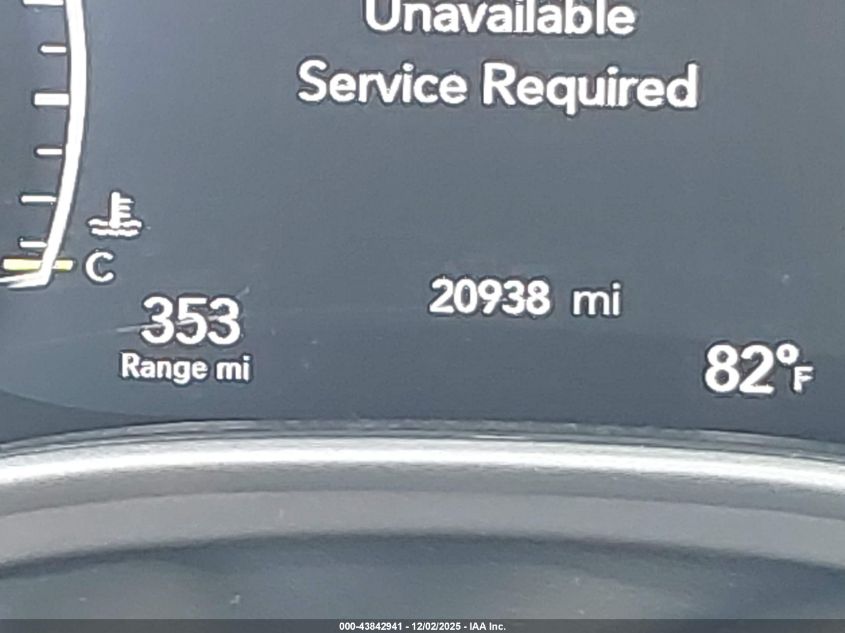 Unavailable
Service Required
C
20938 mi
353
Range mi
82°F
000-43842941 - 12/02/2025 - IAA Inc.